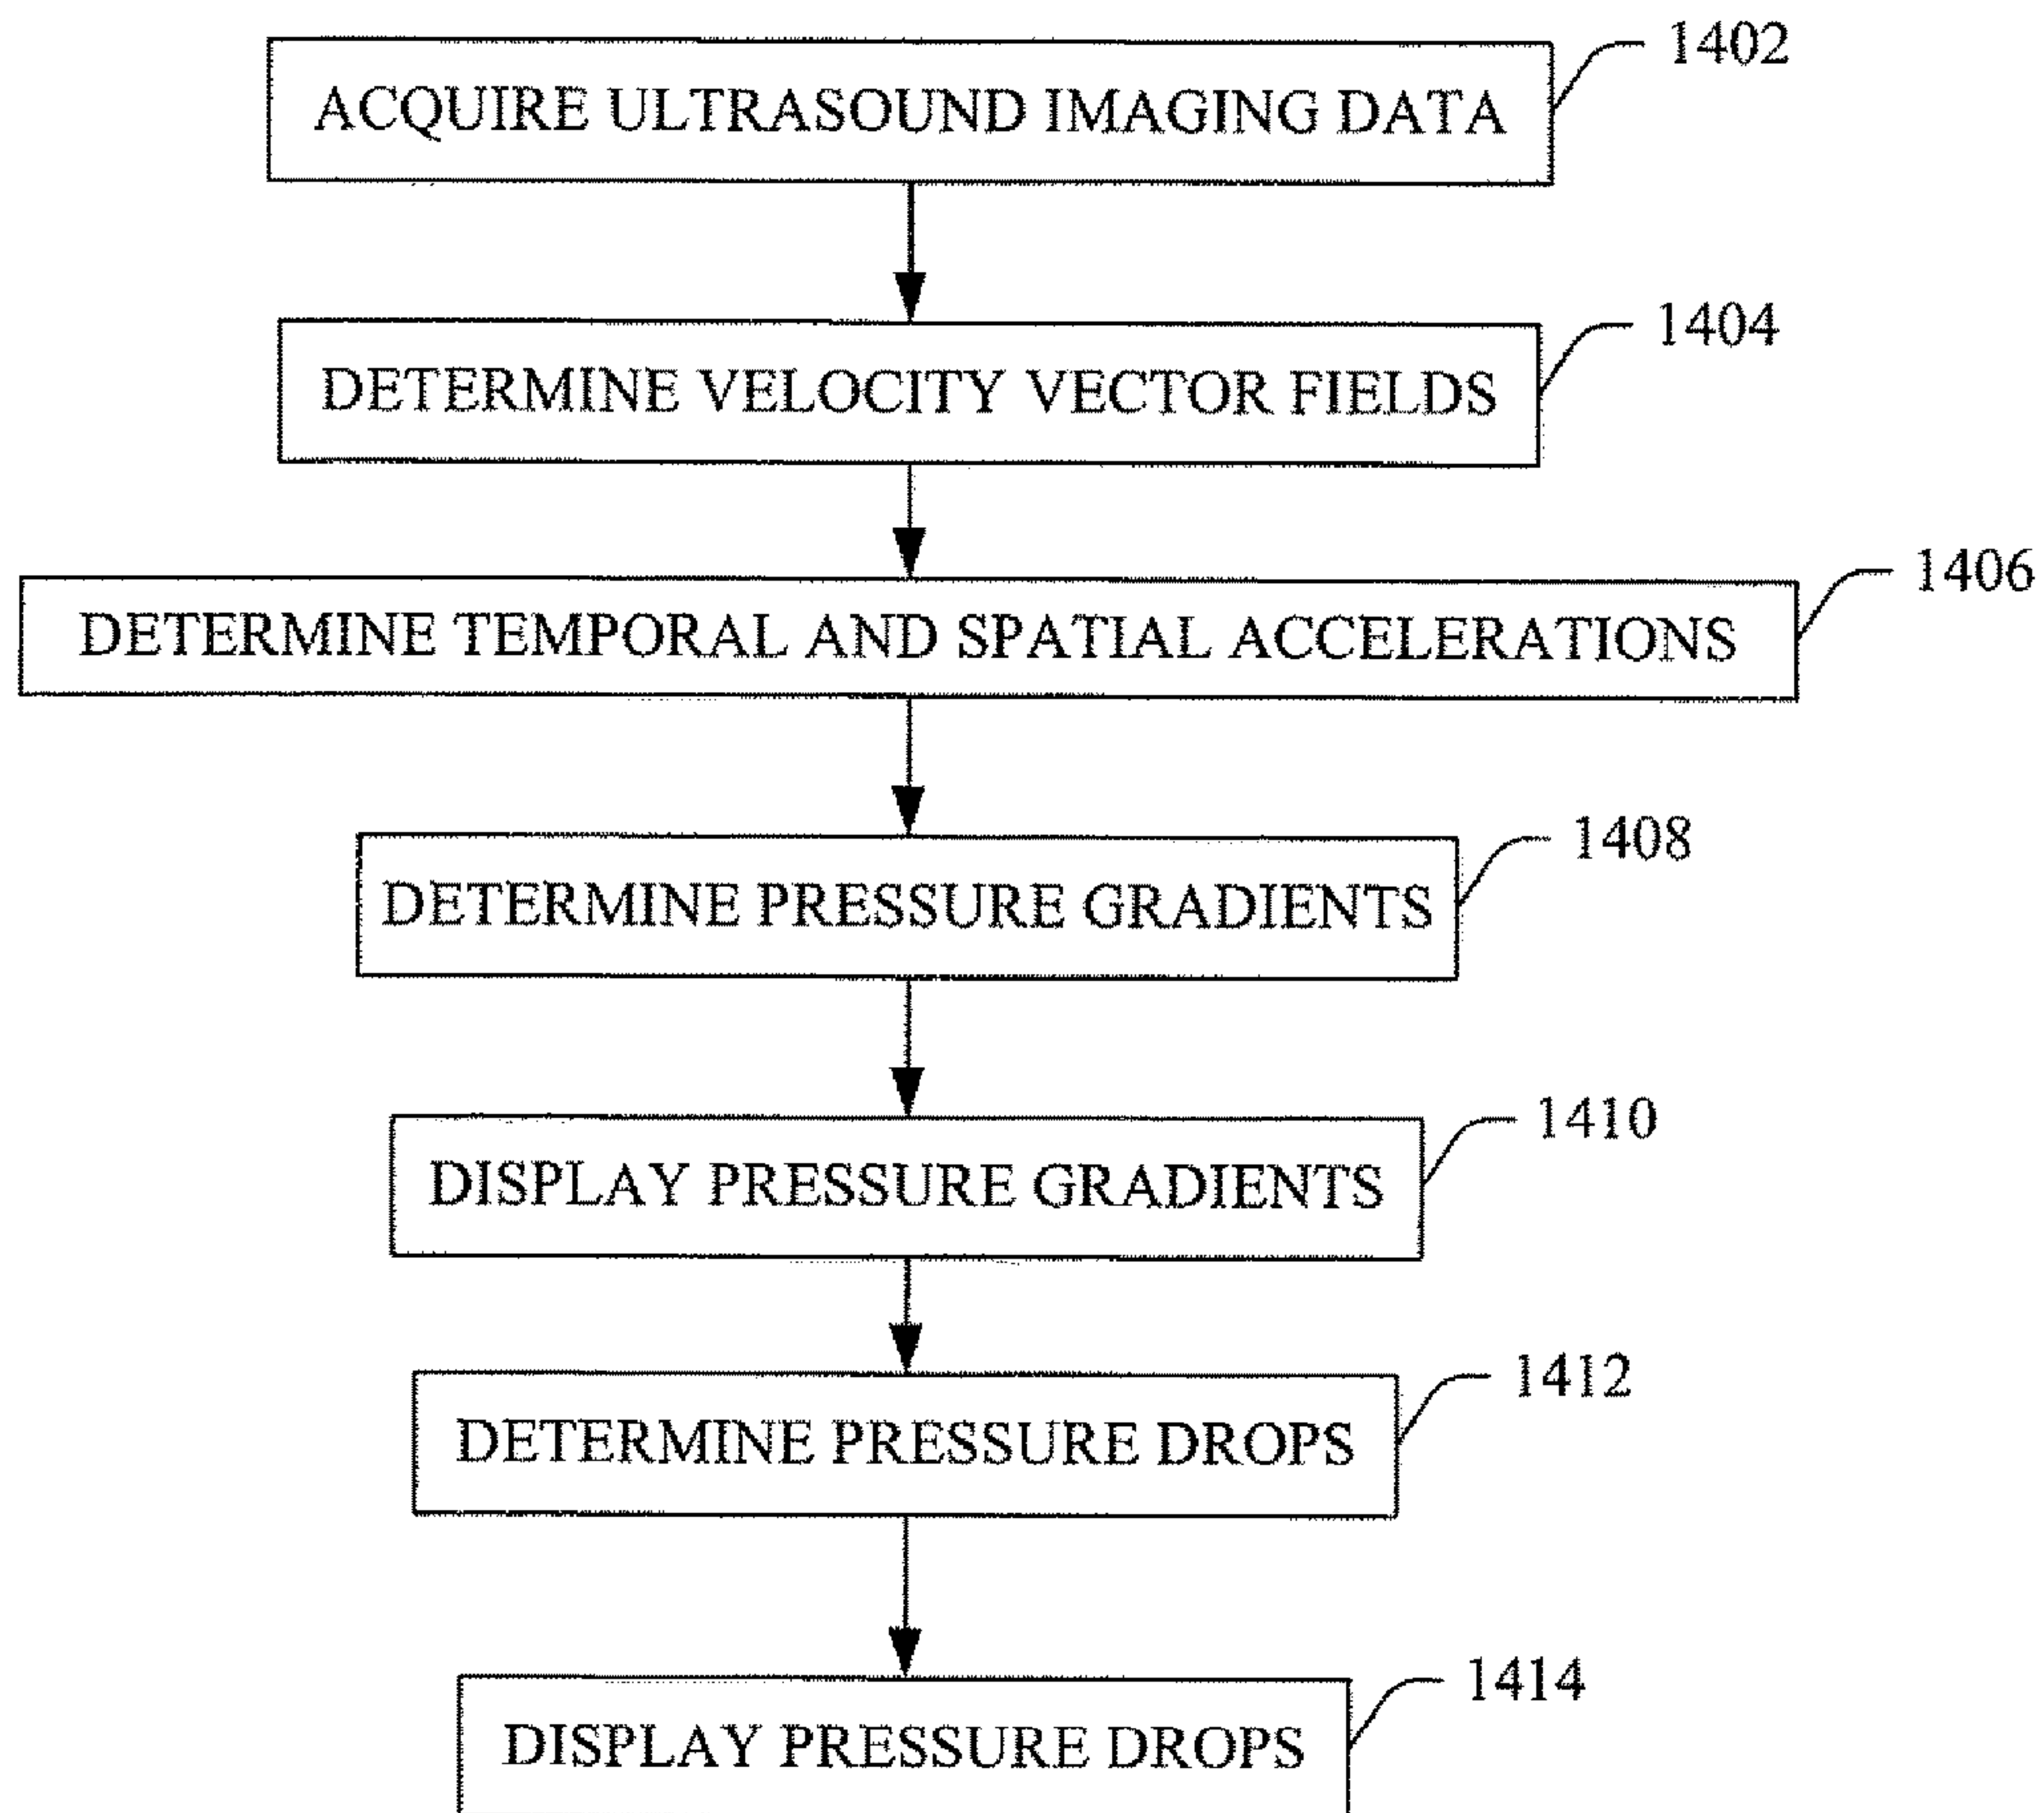 1402
ACQUIRE ULTRASOUND IMAGING DATA
1404
DETERMINE VELOCITY VECTOR FIELDS
1406
DETERMINE TEMPORAL AND SPATIAL ACCELERATIONS
1408
DETERMINE PRESSURE GRADIENTS
1410
DISPLAY PRESSURE GRADIENTS
1412
DETERMINE PRESSURE DROPS
1414
DISPLAY PRESSURE DROPS